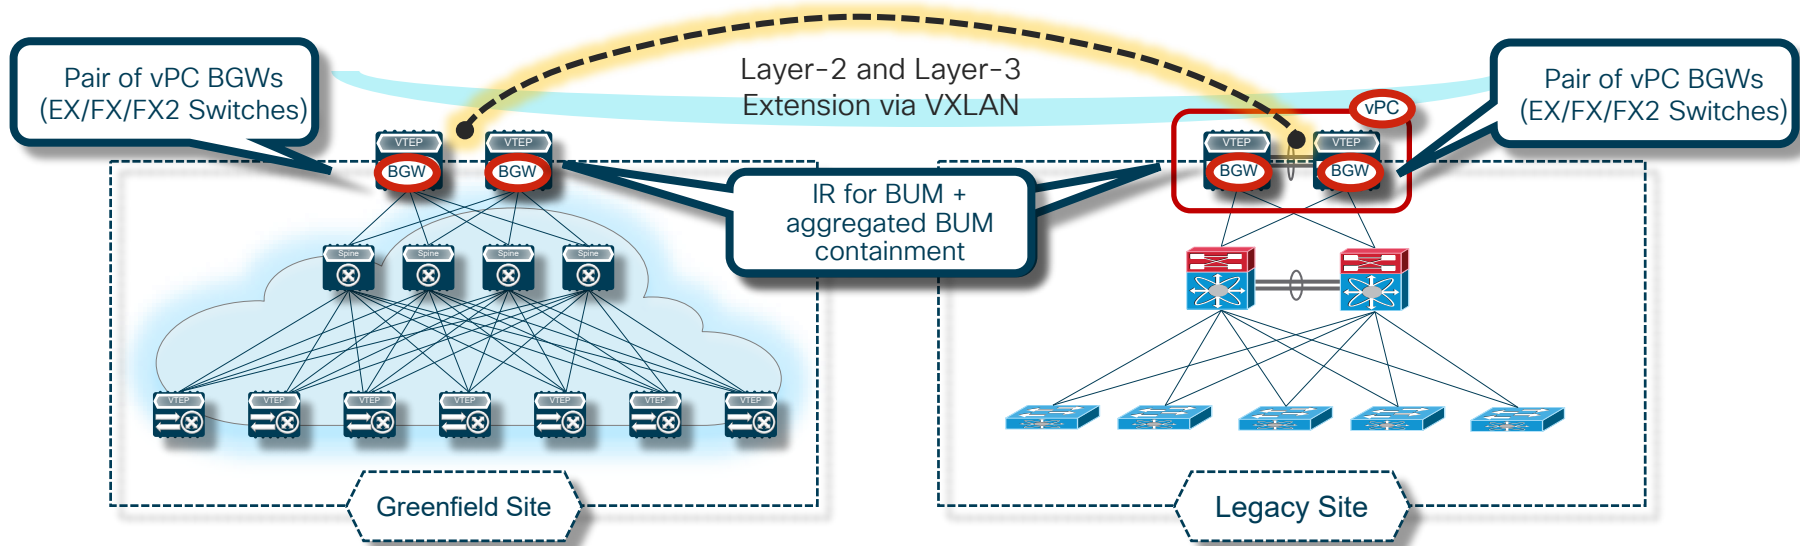 Pair of vPC BGWs
(EX/FX/FX2 Switches)
Layer-2 and Layer-3
Extension via VXLAN
Pair of vPC BGWs
(EX/FX/FX2 Switches)
vPC
VTEP
VTEP
VTEP
VTEP
BGW
BGW
BGW
BGW
IR for BUM +
aggregated BUM
containment
Spine
Spine
Spine
Spine
VTEP
VTEP
VTEP
VTEP
VTEP
VTEP
VTEP
Greenfield Site
Legacy Site